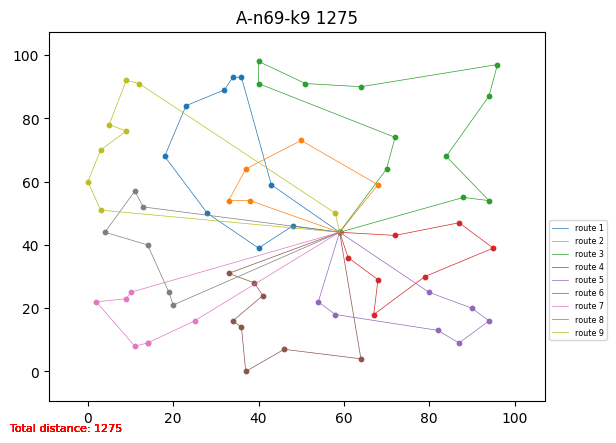 A-n69-k9 1275
100
80
60
40
20
0
0 20 40 60 80 100
route 1
route 2
route 3
route 4
route 5
route 6
route 7
route 8
route 9
Total distance: 1275